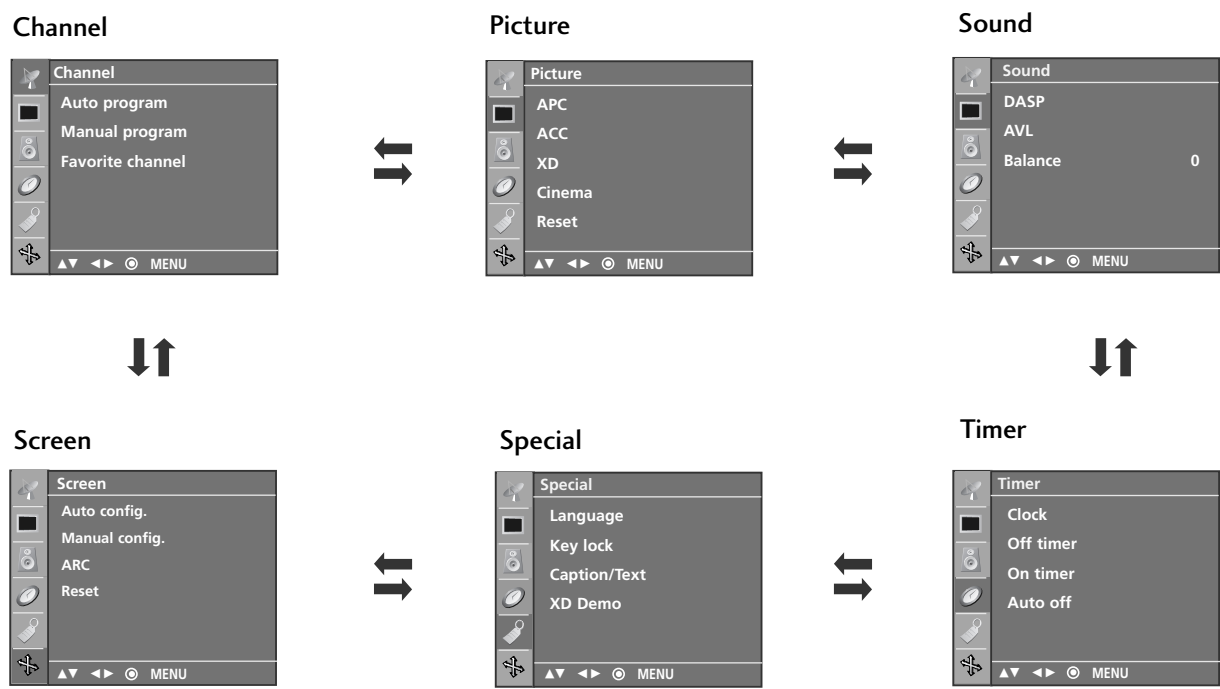 Channel
Channel
Auto program
Manual program
Favorite channel
MENU
Picture
Picture
APC
ACC
XD
Cinema
Reset
MENU
Sound
Sound
DASP
AVL
Balance 0
MENU
Screen
Screen
Auto config.
Manual config.
ARC
Reset
MENU
Special
Special
Language
Key lock
Caption/Text
XD Demo
MENU
Timer
Timer
Clock
Off timer
On timer
Auto off
MENU